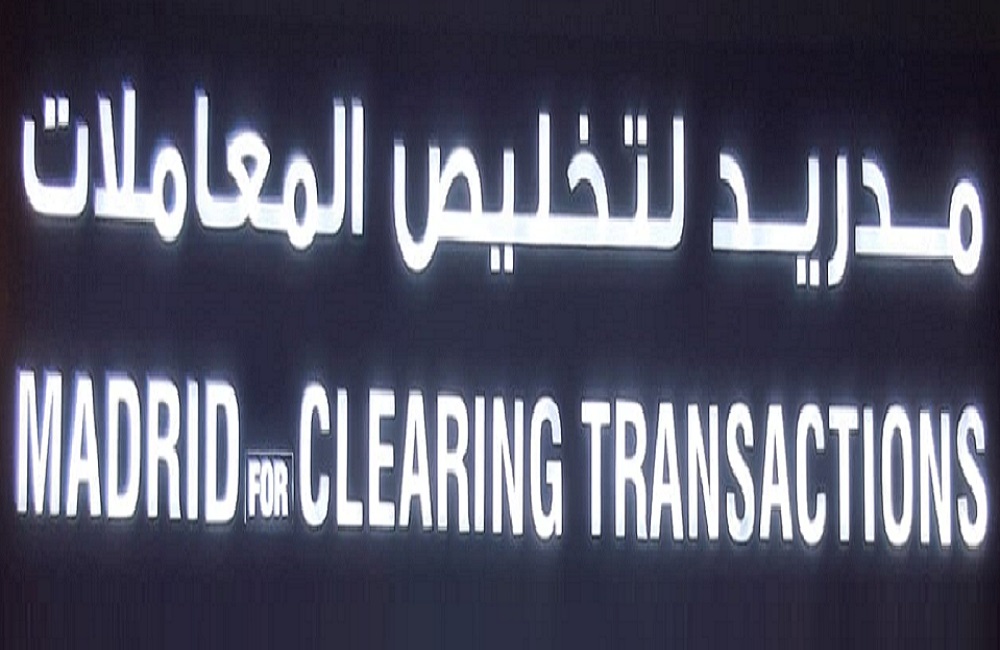 مدريد لتخليص المعاملات
MADRID FOR CLEARING TRANSACTIONS